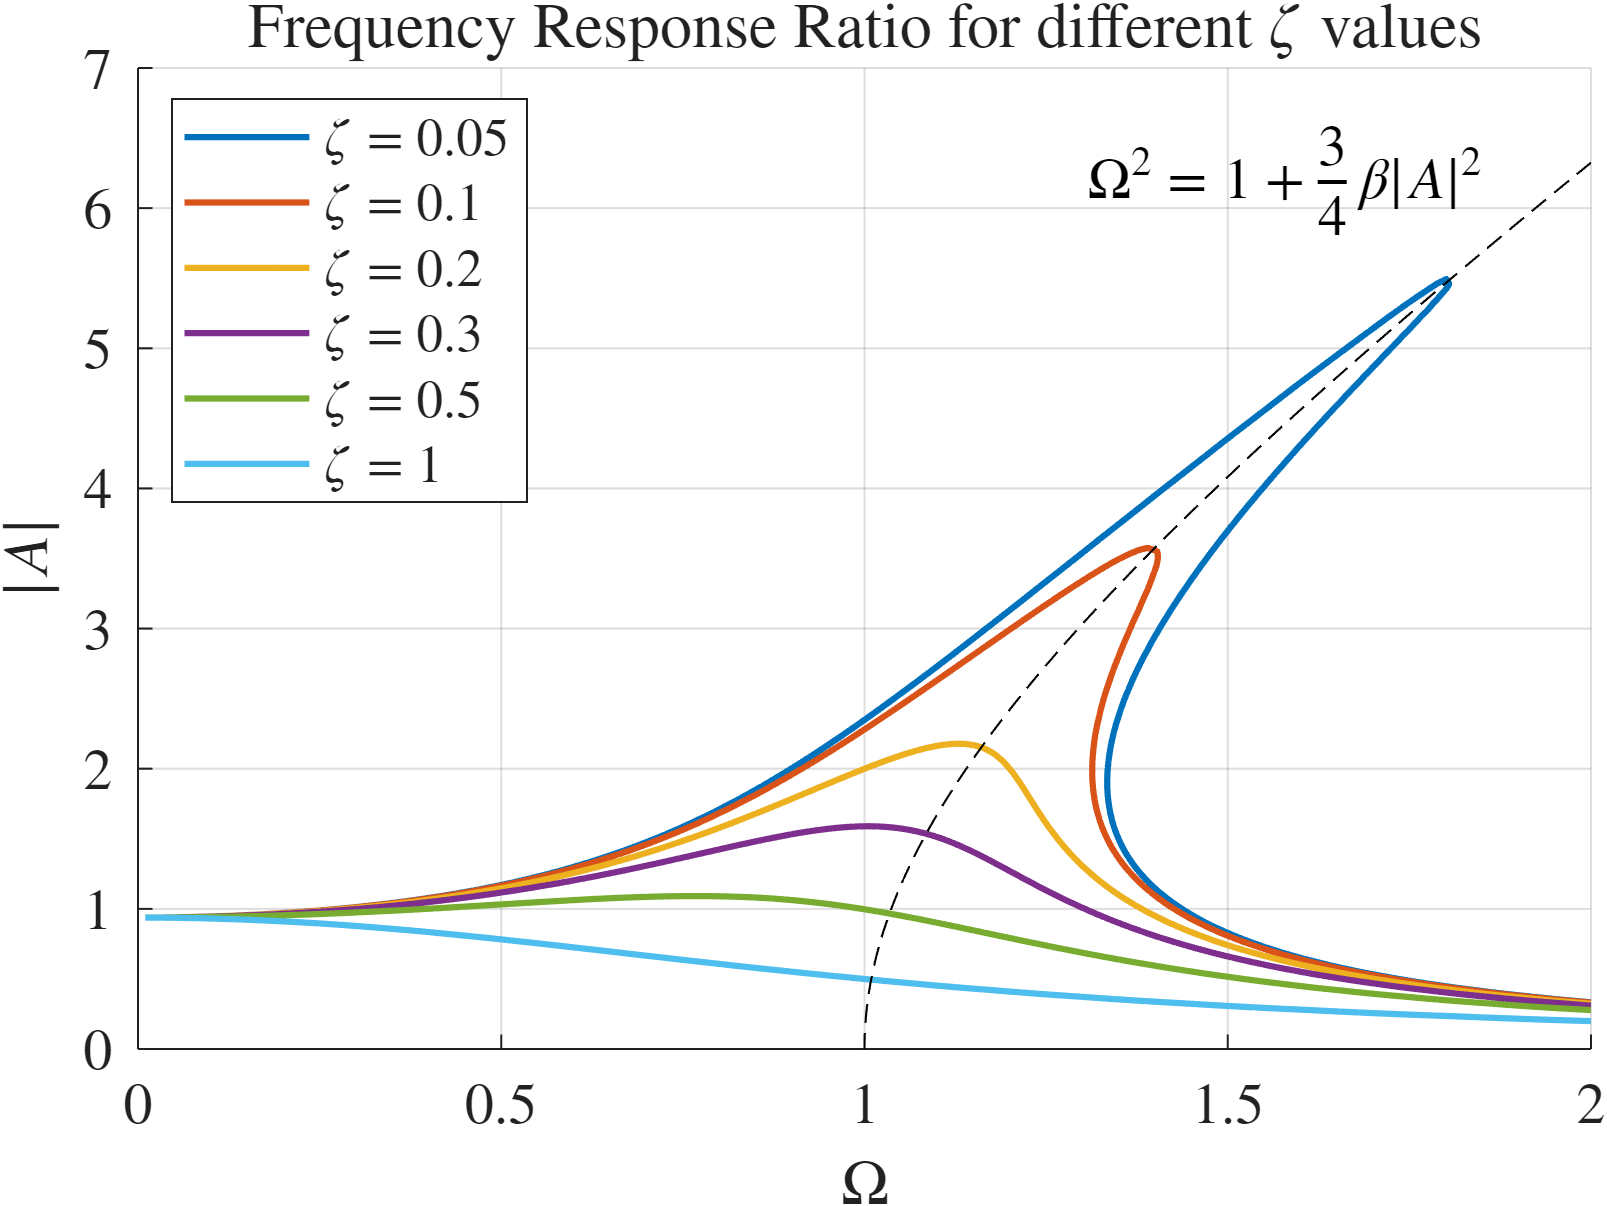 Frequency Response Ratio for different ζ values
7
6
5
4
3
2
1
0
|A|
ζ = 0.05
ζ = 0.1
ζ = 0.2
ζ = 0.3
ζ = 0.5
ζ = 1
Ω² = 1 + 3/4 β|A|²
0 0.5 1 1.5 2
Ω